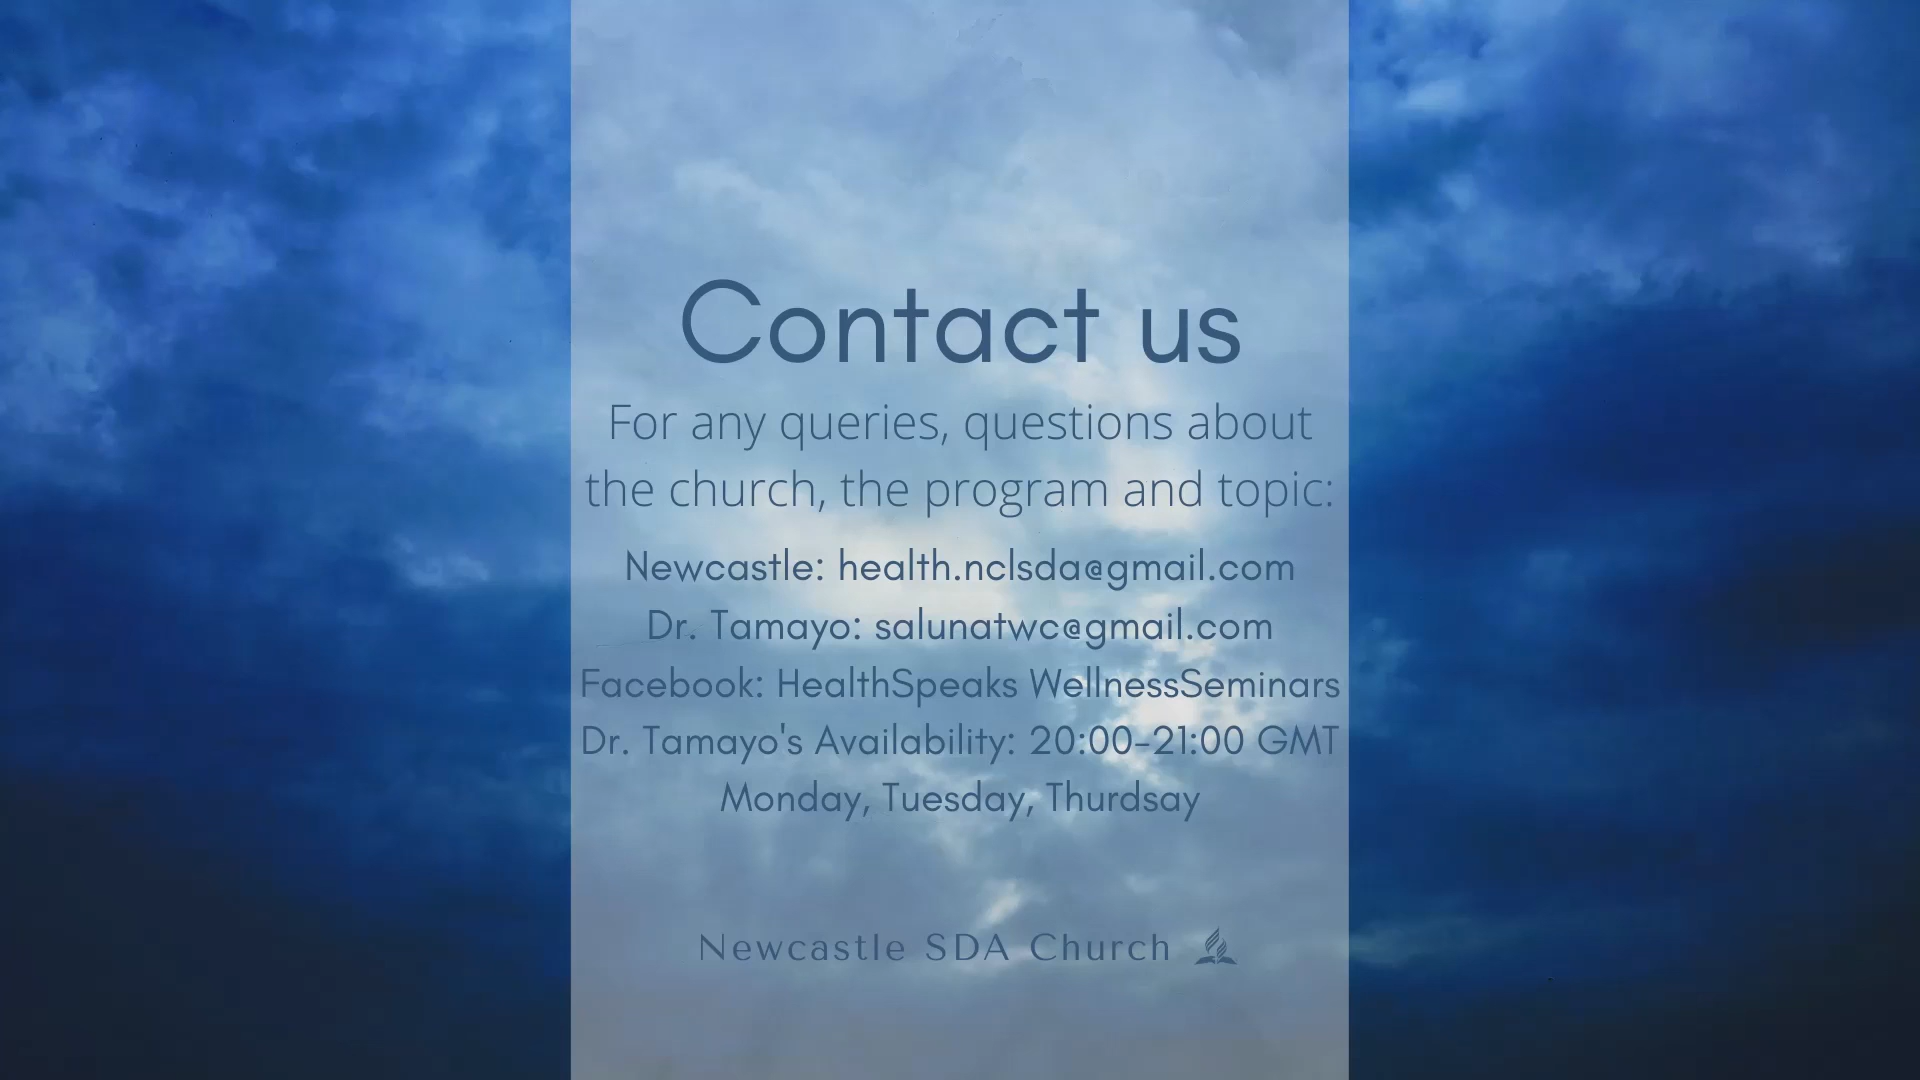 Contact us
For any queries, questions about
the church, the program and topic:
Newcastle: health.nclsda@gmail.com
Dr. Tamayo: salunatwc@gmail.com
Facebook: HealthSpeaks WellnessSeminars
Dr. Tamayo's Availability: 20:00-21:00 GMT
Monday, Tuesday, Thurdsay
Newcastle SDA Church